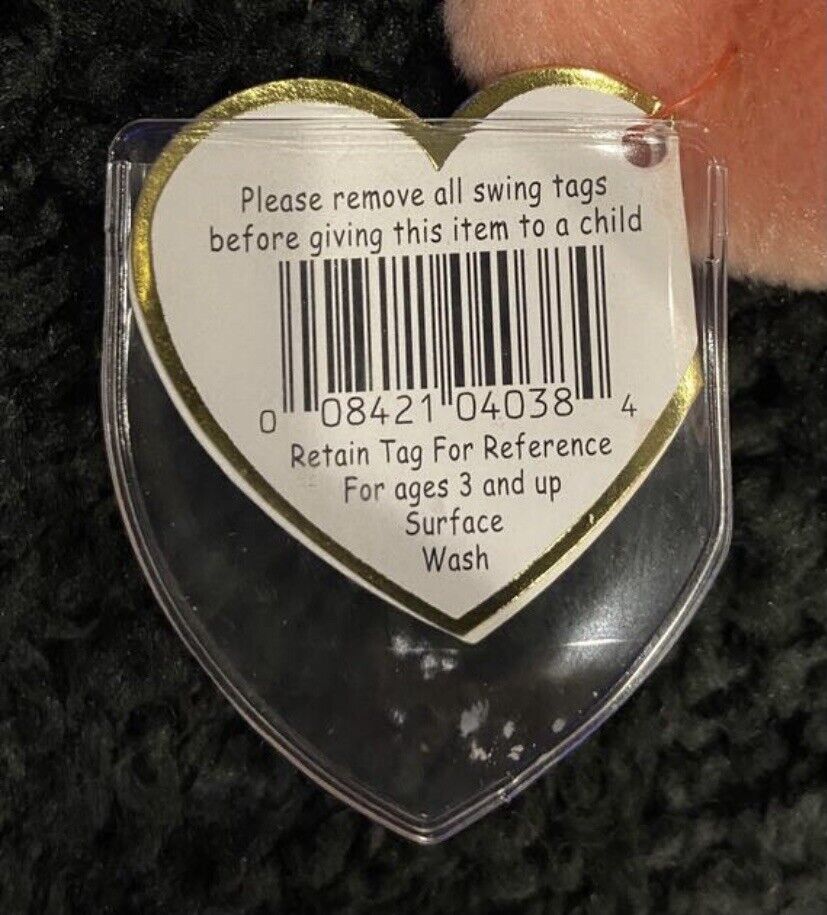 Please remove all swing tags
before giving this item to a child
0 08421 04038 4
Retain Tag For Reference
For ages 3 and up
Surface
Wash